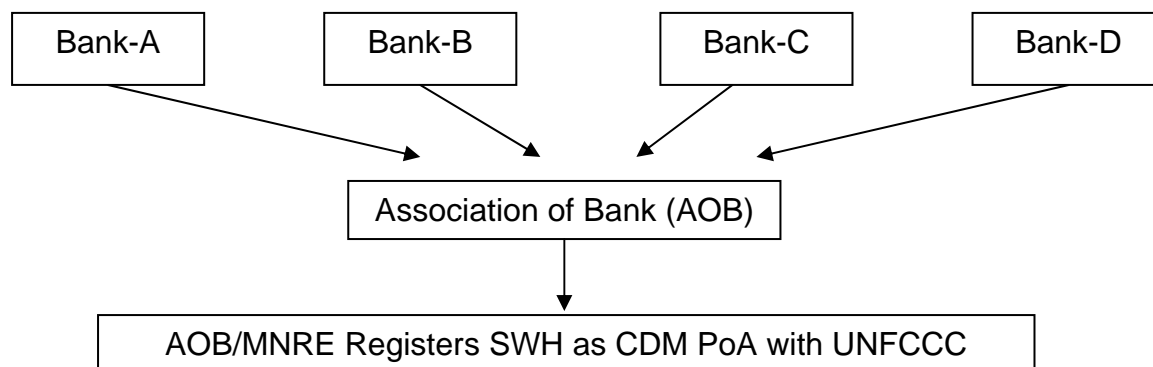 Bank-A
Bank-B
Bank-C
Bank-D
Association of Bank (AOB)
AOB/MNRE Registers SWH as CDM PoA with UNFCCC